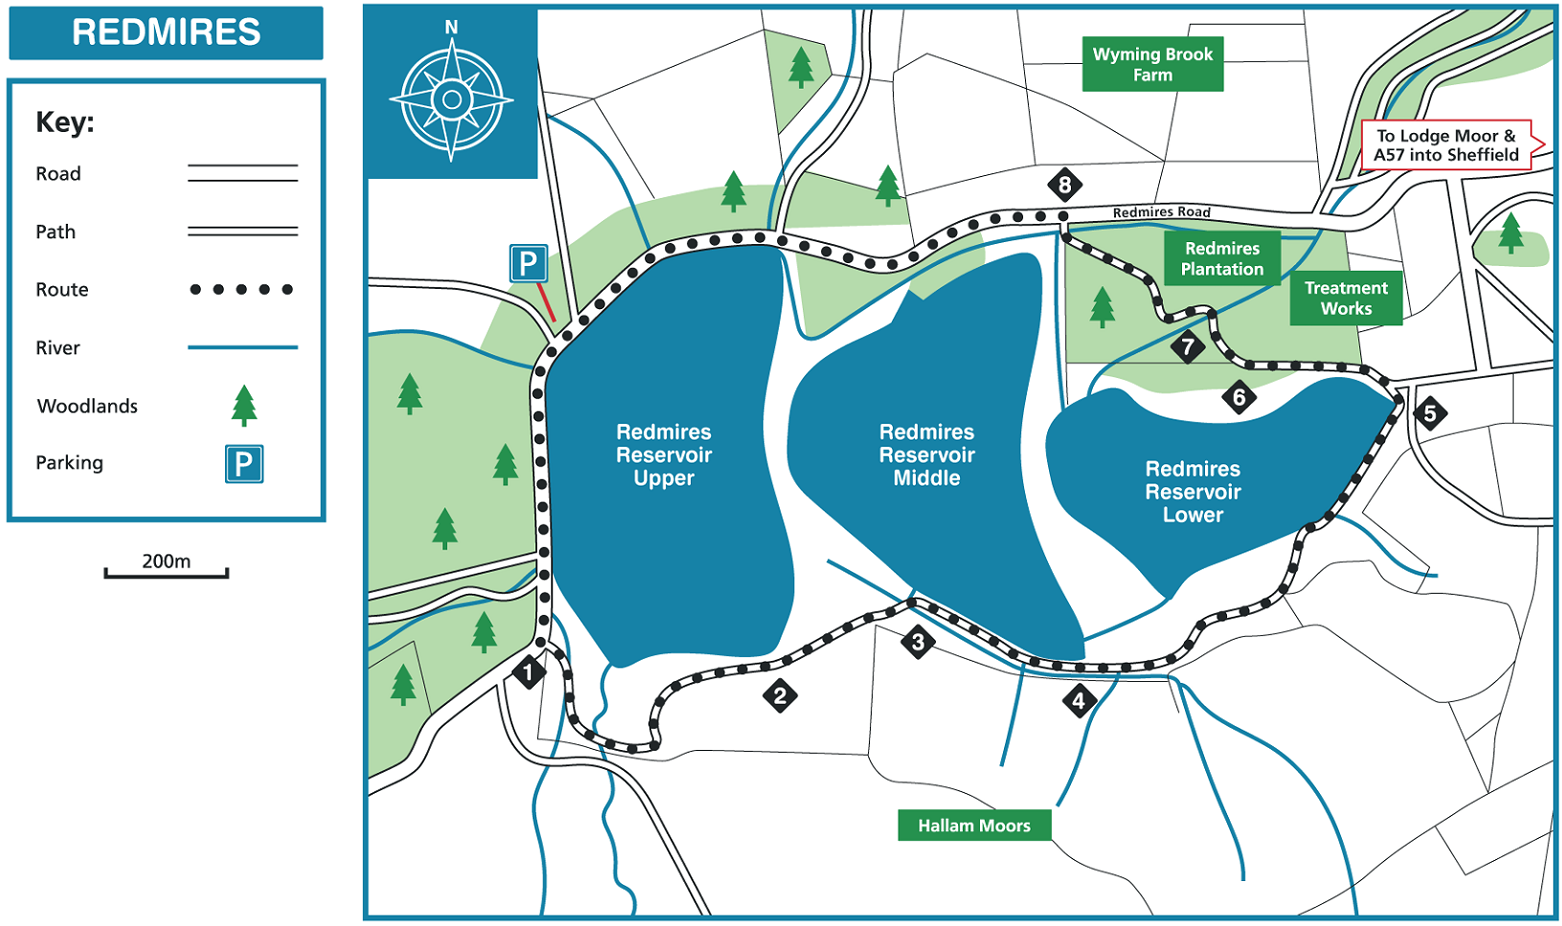 REDMIRES
Key:
Road
Path
Route
River
Woodlands
Parking
P
200m
N
Wyming Brook
Farm
To Lodge Moor &
A57 into Sheffield
8
Redmires Road
P
Redmires
Plantation
Treatment
Works
7
6
5
Redmires
Reservoir
Upper
Redmires
Reservoir
Middle
Redmires
Reservoir
Lower
1
2
3
4
Hallam Moors